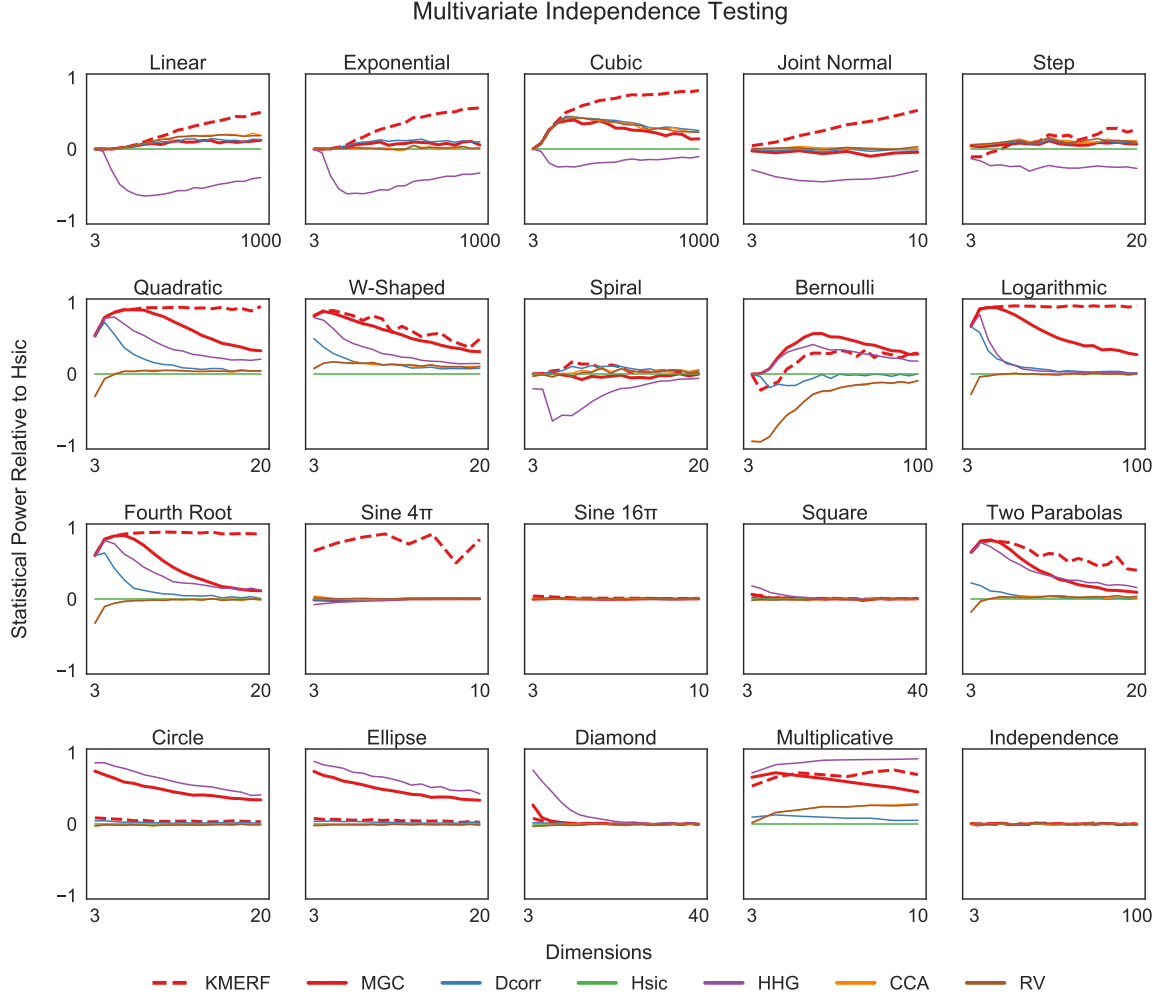 Multivariate Independence Testing
Linear Exponential Cubic Joint Normal Step
1
0
−1
3 1000 3 1000 3 1000 3 10 3 20
Quadratic W-Shaped Spiral Bernoulli Logarithmic
1
0
−1
3 20 3 20 3 20 3 100 3 100
Fourth Root Sine 4π Sine 16π Square Two Parabolas
1
0
−1
3 20 3 10 3 10 3 40 3 20
Circle Ellipse Diamond Multiplicative Independence
1
0
−1
3 20 3 20 3 40 3 10 3 100
Statistical Power Relative to Hsic
Dimensions
KMERF MGC Dcorr Hsic HHG CCA RV